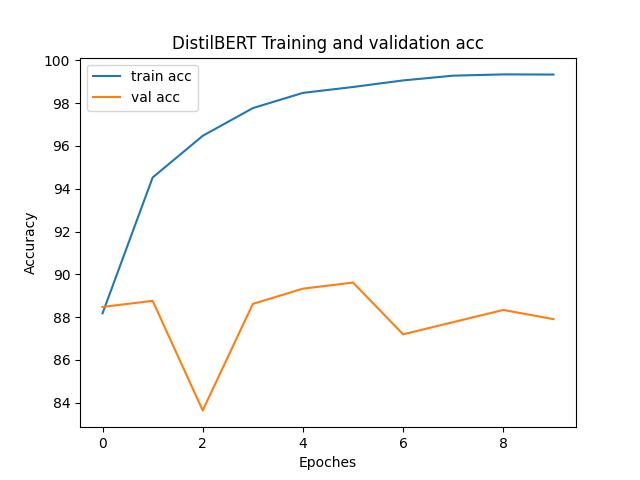 DistilBERT Training and validation acc
train acc
val acc
Accuracy
100
98
96
94
92
90
88
86
84
0 2 4 6 8
Epoches